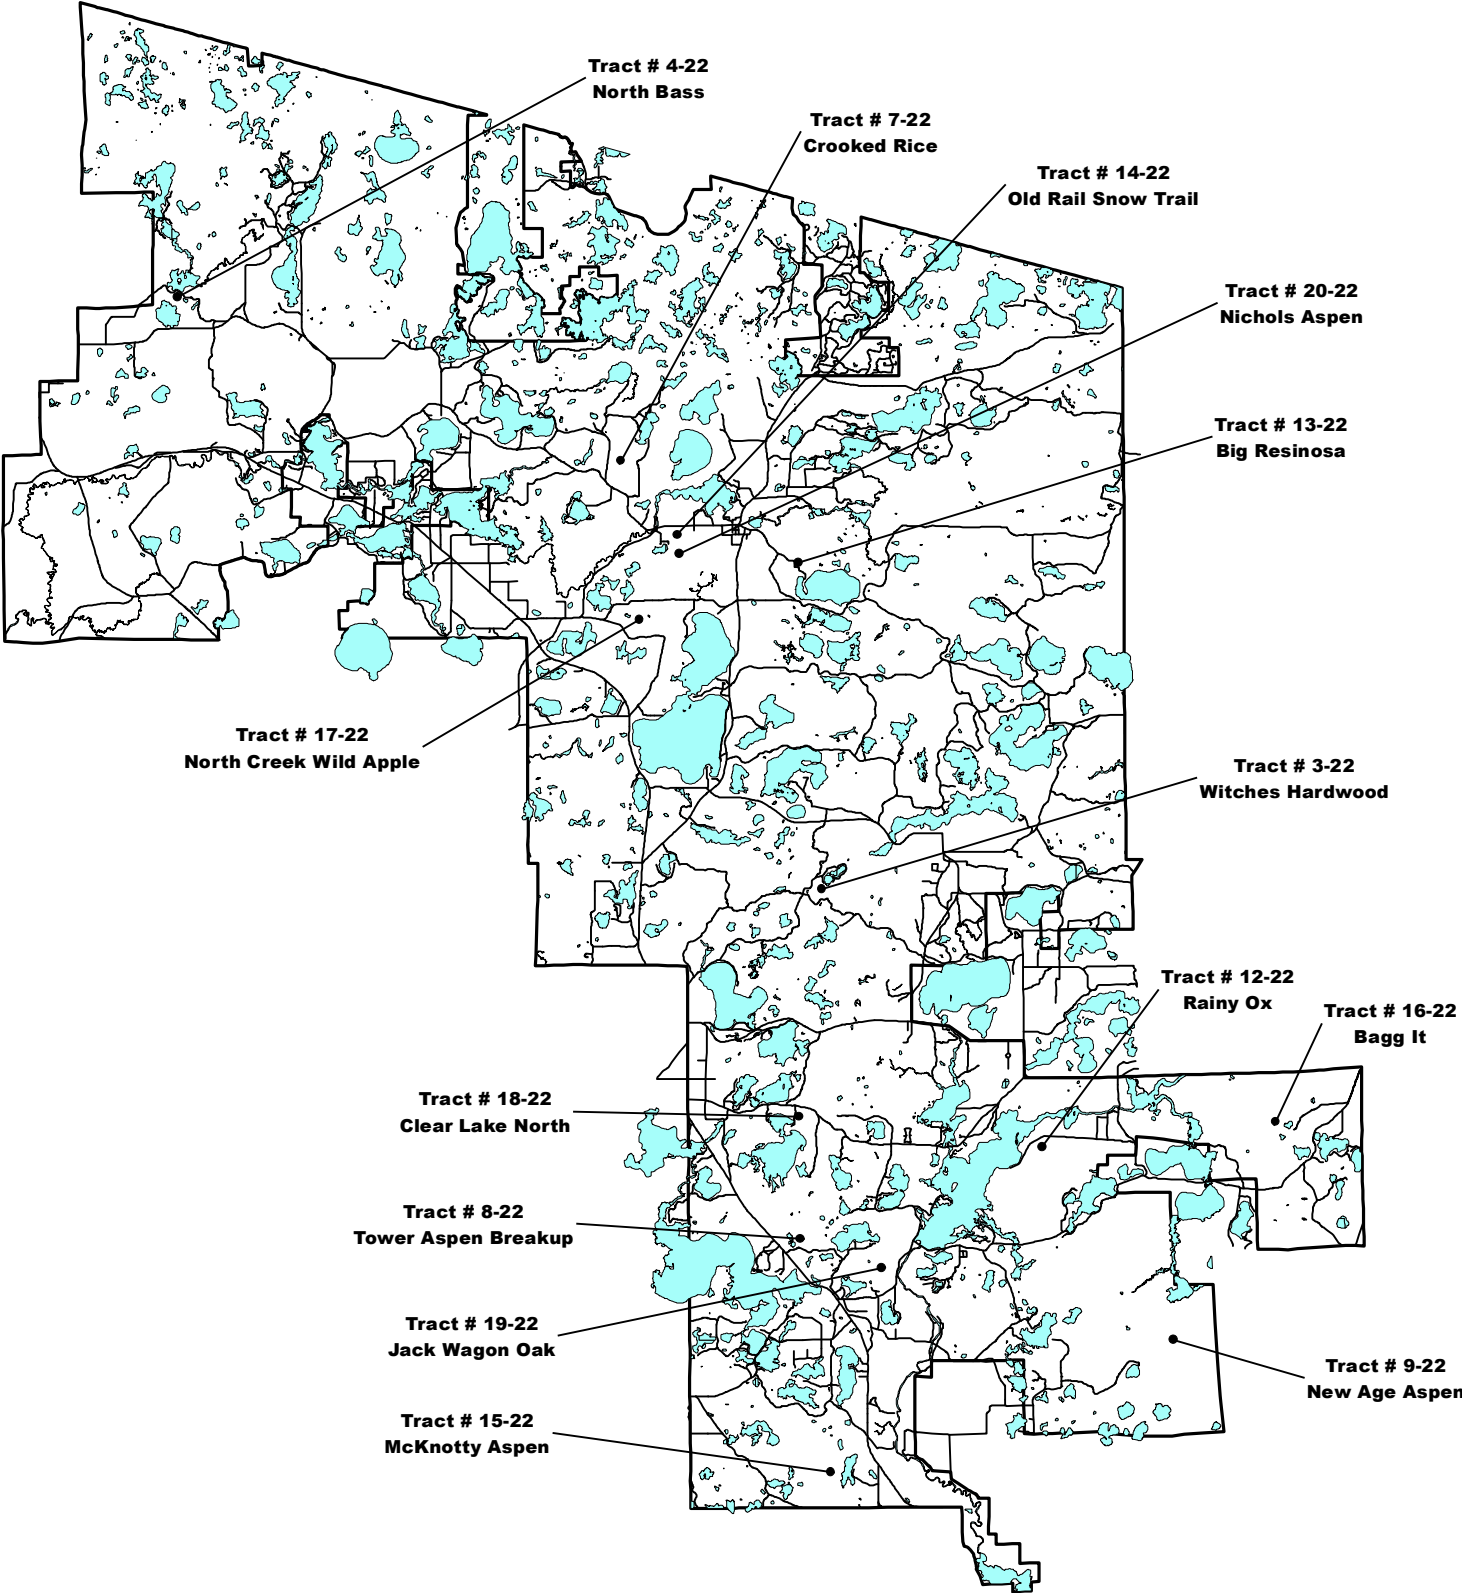 Tract # 4-22
North Bass
Tract # 7-22
Crooked Rice
Tract # 14-22
Old Rail Snow Trail
Tract # 20-22
Nichols Aspen
Tract # 13-22
Big Resinosa
Tract # 17-22
North Creek Wild Apple
Tract # 3-22
Witches Hardwood
Tract # 12-22
Rainy Ox
Tract # 16-22
Bagg It
Tract # 18-22
Clear Lake North
Tract # 8-22
Tower Aspen Breakup
Tract # 19-22
Jack Wagon Oak
Tract # 9-22
New Age Aspen
Tract # 15-22
McKnotty Aspen